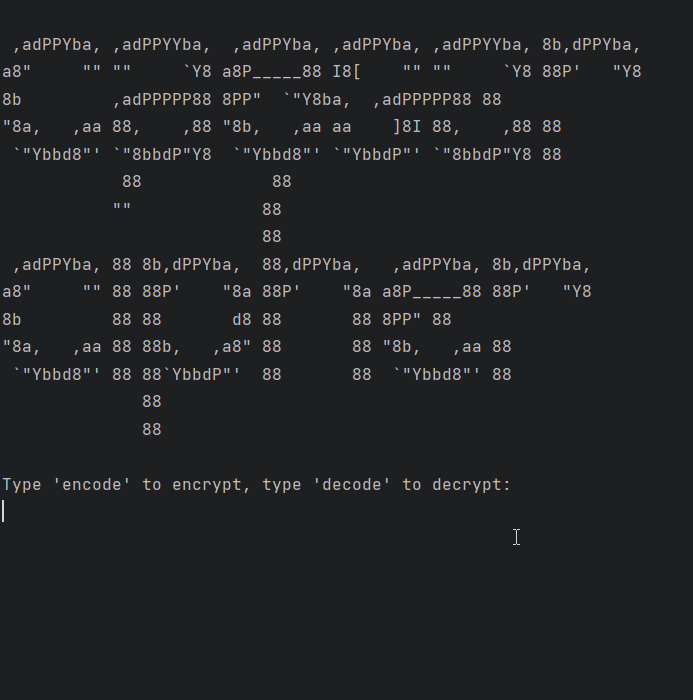 ,adPPYba, ,adPPYYba,  ,adPPYba, ,adPPYba, ,adPPYYba, 8b,dPPYba,
a8"     "" ""     `Y8 a8P_____88 I8[    "" ""     `Y8 88P'   "Y8
8b         ,adPPPPP88 8PP"  `"Y8ba,  ,adPPPPP88 88
"8a,   ,aa 88,    ,88 "8b,   ,aa aa    ]8I 88,    ,88 88
 `"Ybbd8"' `"8bbdP"Y8  `"Ybbd8"' `"YbbdP"' `"8bbdP"Y8 88
            88             88
           ""             88
                          88
 ,adPPYba, 88 8b,dPPYba,  88,dPPYba,   ,adPPYba, 8b,dPPYba,
a8"     "" 88 88P'    "8a 88P'    "8a a8P_____88 88P'   "Y8
8b         88 88       d8 88       88 8PP" 88
"8a,   ,aa 88 88b,   ,a8" 88       88 "8b,   ,aa 88
 `"Ybbd8"' 88 88`YbbdP"'  88       88  `"Ybbd8"' 88
              88
              88
Type 'encode' to encrypt, type 'decode' to decrypt: